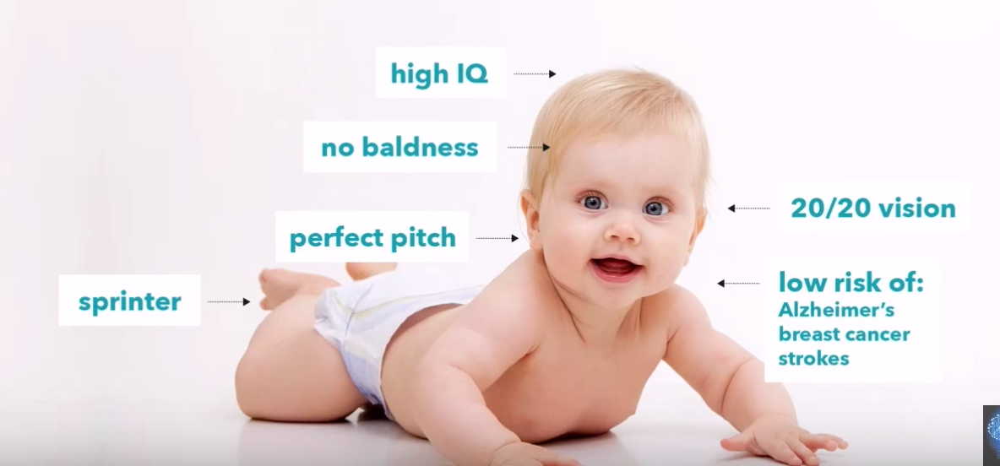 high IQ
no baldness
perfect pitch
sprinter
20/20 vision
low risk of:
Alzheimer's
breast cancer
strokes